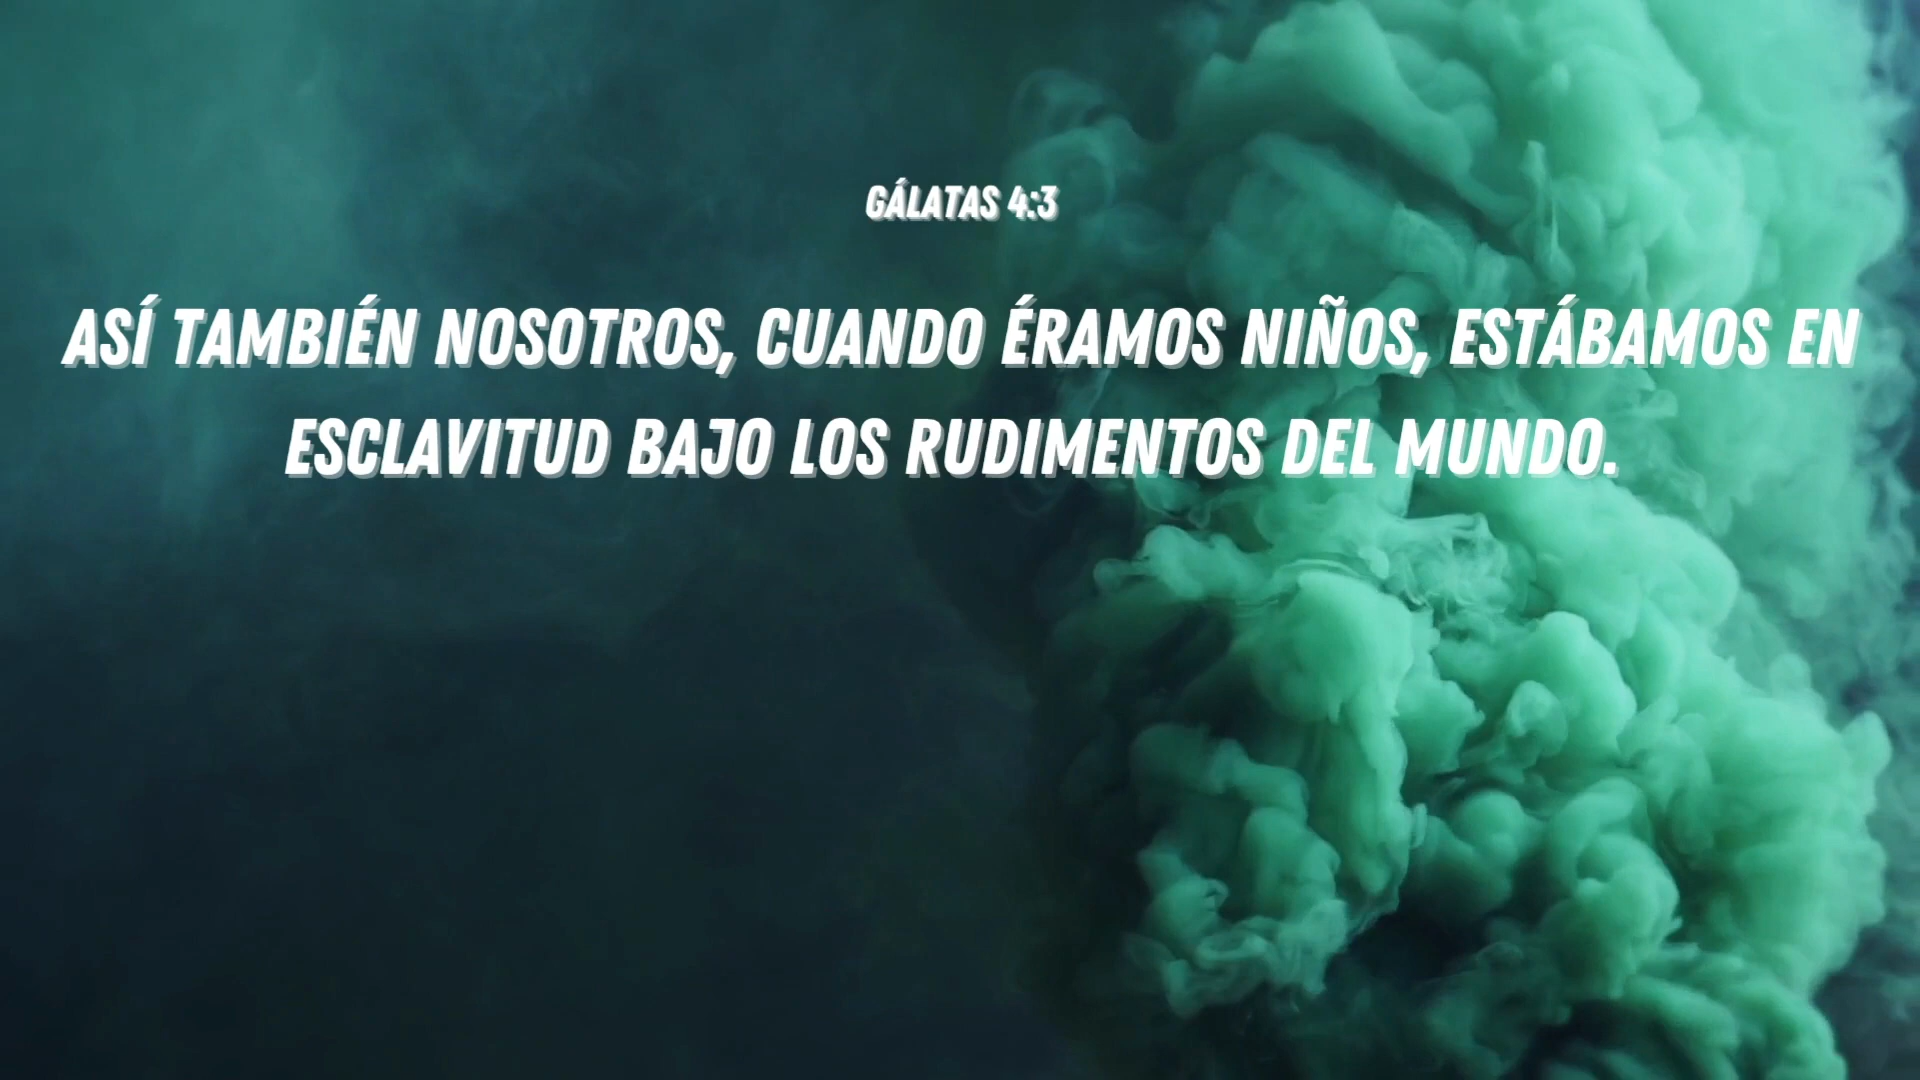 GÁLATAS 4:3
ASÍ TAMBIÉN NOSOTROS, CUANDO ÉRAMOS NIÑOS, ESTÁBAMOS EN
ESCLAVITUD BAJO LOS RUDIMENTOS DEL MUNDO.